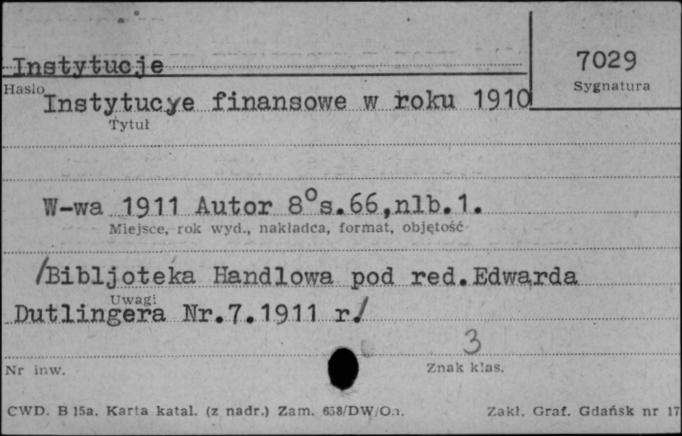 Instytucje
7029
Hasło
Sygnatura
Instytucye finansowe w roku 1910
Tytuł
W-wa 1911 Autor 8°s.66,nlb.1.
Miejsce, rok wyd., nakładca, format, objętość
/Bibljoteka Handlowa pod red.Edwarda
Uwagi
Dutlingera Nr.7.1911 r/
3
Nr inw.
Znak klas.
CWD. B 15a. Karta katal. (z nadr.) Zam. 658/DW/On.
Zakł. Graf. Gdańsk nr 17